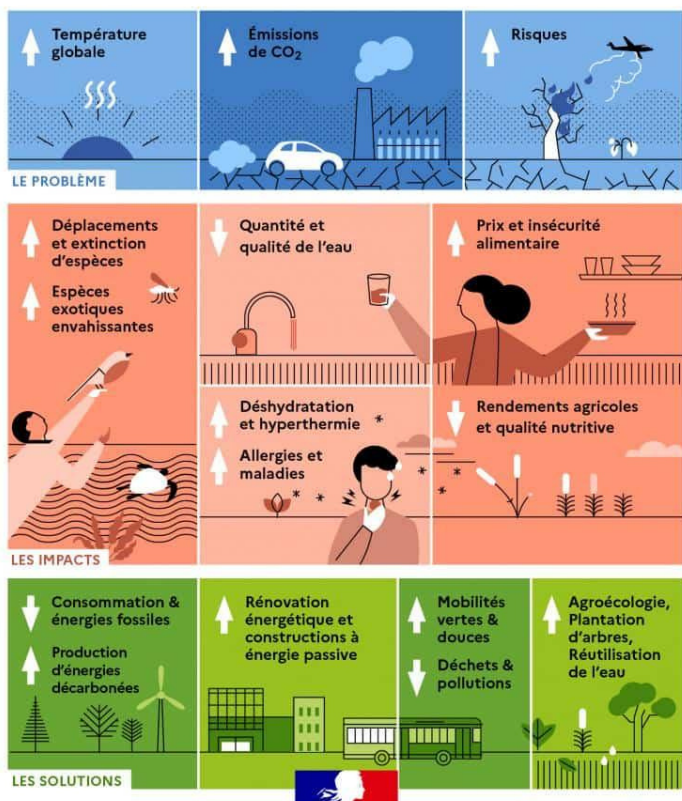 Température
globale
Émissions
de CO₂
Risques
LE PROBLÈME
Déplacements
et extinction
d'espèces
Espèces
exotiques
envahissantes
Quantité et
qualité de l'eau
Prix et insécurité
alimentaire
Déshydratation
et hyperthermie
Allergies et
maladies
Rendements agricoles
et qualité nutritive
LES IMPACTS
Consommation &
énergies fossiles
Production
d'énergies
décarbonées
Rénovation
énergétique et
constructions à
énergie passive
Mobilités
vertes &
douces
Déchets &
pollutions
Agroécologie,
Plantation
d'arbres,
Réutilisation
de l'eau
LES SOLUTIONS